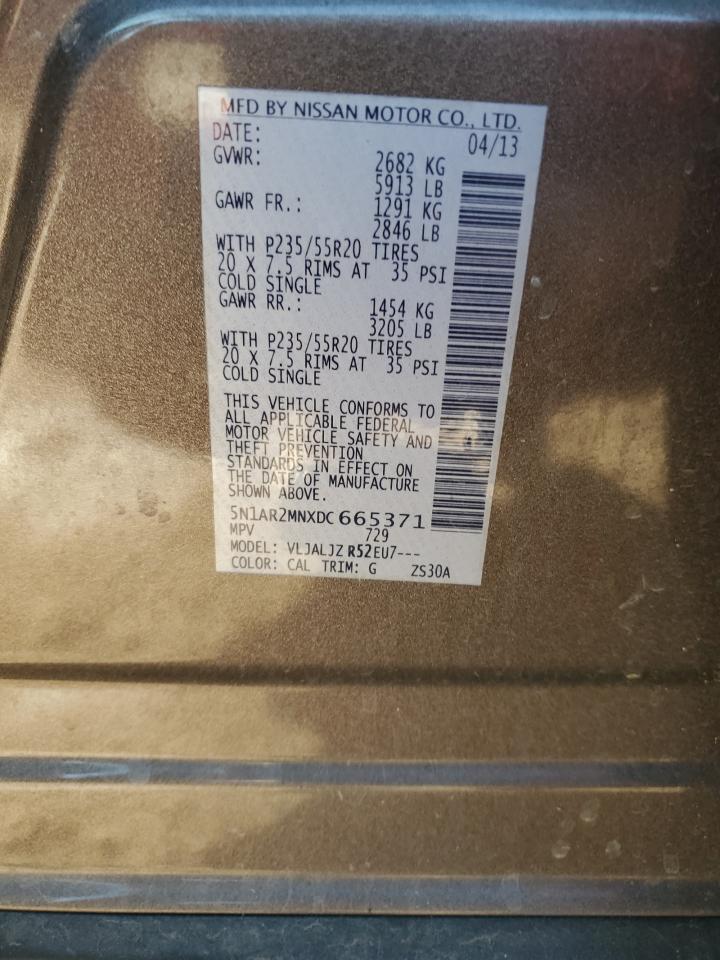 MFD BY NISSAN MOTOR CO., LTD.
DATE: 04/13
GVWR: 2682 KG
5913 LB
GAWR FR.: 1291 KG
2846 LB
WITH P235/55R20 TIRES
20 X 7.5 RIMS AT 35 PSI
COLD SINGLE
GAWR RR.: 1454 KG
3205 LB
WITH P235/55R20 TIRES
20 X 7.5 RIMS AT 35 PSI
COLD SINGLE
THIS VEHICLE CONFORMS TO
ALL APPLICABLE FEDERAL
MOTOR VEHICLE SAFETY AND
THEFT PREVENTION
STANDARDS IN EFFECT ON
THE DATE OF MANUFACTURE
SHOWN ABOVE.
5N1AR2MNXDC665371
MPV 729
MODEL: VLJALJZ R52EU7---
COLOR: CAL TRIM: G ZS30A